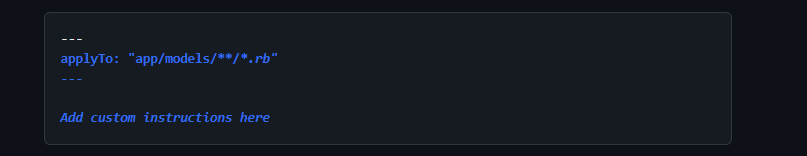 ---
applyTo: "app/models/**/*.rb"
---
Add custom instructions here